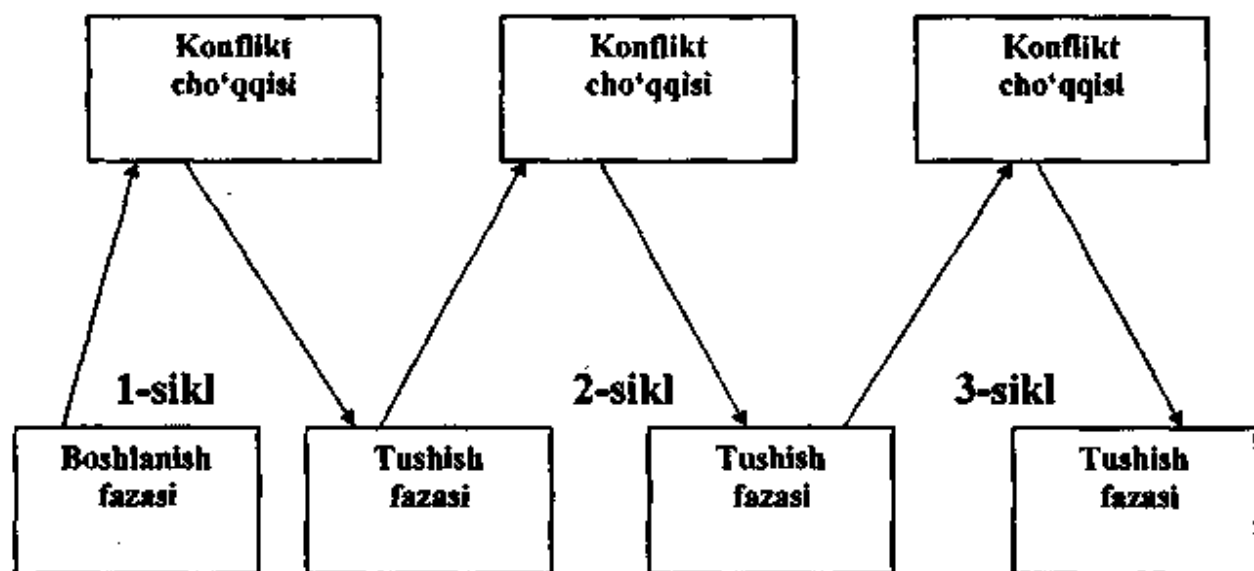 Konflikt
cho‘qqisi
Konflikt
cho‘qqisi
Konflikt
cho‘qqisi
1-sikl
2-sikl
3-sikl
Boshlanish
fazasi
Tushish
fazasi
Tushish
fazasi
Tushish
fazasi